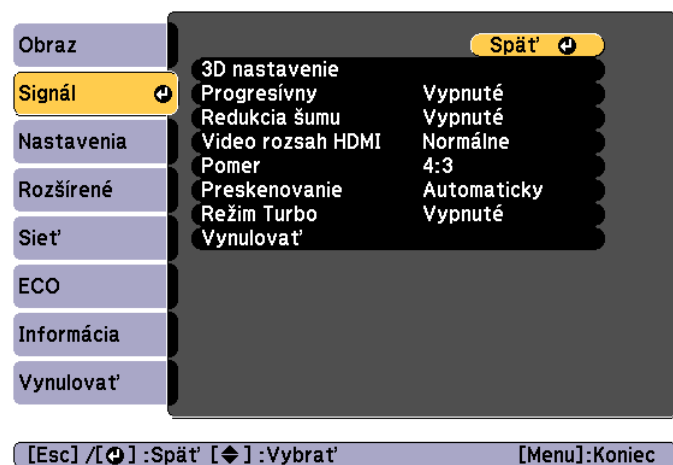 Obraz
Signál
Nastavenia
Rozšírené
Sieť
ECO
Informácia
Vynulovať
Späť
3D nastavenie
Progresívny Vypnuté
Redukcia šumu Vypnuté
Video rozsah HDMI Normálne
Pomer 4:3
Preskenovanie Automaticky
Režim Turbo Vypnuté
Vynulovať
[Esc] /[⏎] :Späť [◆] :Vybrať [Menu]:Koniec